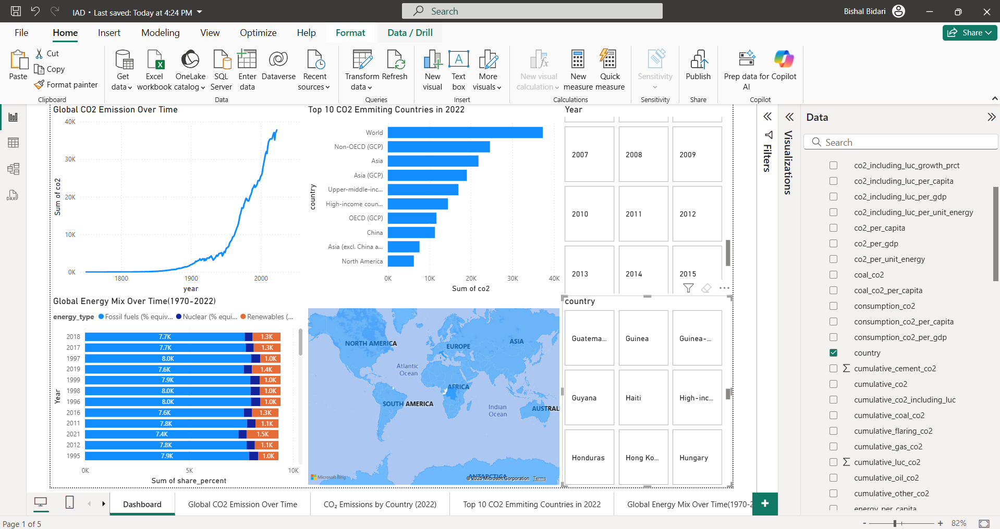 IAD • Last saved: Today at 4:24 PM
Search
Bishal Bidari
File Home Insert Modeling View Optimize Help Format Data / Drill
Share
Paste
Cut
Copy
Format painter
Clipboard
Get data
Excel workbook
OneLake catalog
SQL Server
Enter data
Dataverse
Recent sources
Data
Transform data
Refresh
Queries
New visual
Text box
More visuals
Insert
New visual calculation
New measure
Quick measure
Calculations
Sensitivity
Sensitivity
Publish
Share
Prep data for AI
Copilot
Copilot
Global CO2 Emission Over Time
Sum of co2
40K
30K
20K
10K
0K
1800 1900 2000
year
Top 10 CO2 Emmiting Countries in 2022
country
World
Non-OECD (GCP)
Asia
Asia (GCP)
Upper-middle-inc...
High-income coun...
OECD (GCP)
China
Asia (excl. China a...
North America
0K 10K 20K 30K 40K
Sum of co2
Year
2007 2008 2009
2010 2011 2012
2013 2014 2015
Global Energy Mix Over Time(1970-2022)
energy_type Fossil fuels (% equiv... Nuclear (% equi... Renewables (...
Year
2018 7.7K 1.3K
2017 7.7K 1.3K
1997 8.0K 1.0K
2019 7.6K 1.4K
1999 7.9K 1.0K
1998 8.0K 1.0K
1996 8.0K 1.0K
2016 7.6K 1.3K
2011 7.8K 1.1K
2021 7.4K 1.5K
2012 7.8K 1.1K
1995 7.9K 1.0K
0K 5K 10K
Sum of share_percent
NORTH AMERICA
EUROPE
ASIA
Atlantic Ocean
AFRICA
SOUTH AMERICA
Indian Ocean
AUSTRAL
ANTARCTICA
Microsoft Bing
© 2025 Microsoft Corporation Terms
country
Guatema... Guinea Guinea-...
Guyana Haiti High-inc...
Honduras Hong Ko... Hungary
Filters
Visualizations
Data
Search
co2_including_luc_growth_prct
co2_including_luc_per_capita
co2_including_luc_per_gdp
co2_including_luc_per_unit_energy
co2_per_capita
co2_per_gdp
co2_per_unit_energy
coal_co2
coal_co2_per_capita
consumption_co2
consumption_co2_per_capita
consumption_co2_per_gdp
country
cumulative_cement_co2
cumulative_co2
cumulative_co2_including_luc
cumulative_coal_co2
cumulative_flaring_co2
cumulative_gas_co2
cumulative_luc_co2
cumulative_oil_co2
cumulative_other_co2
energy_per_capita
Dashboard
Global CO2 Emission Over Time
CO₂ Emissions by Country (2022)
Top 10 CO2 Emmiting Countries in 2022
Global Energy Mix Over Time(1970-2
Page 1 of 5
82%